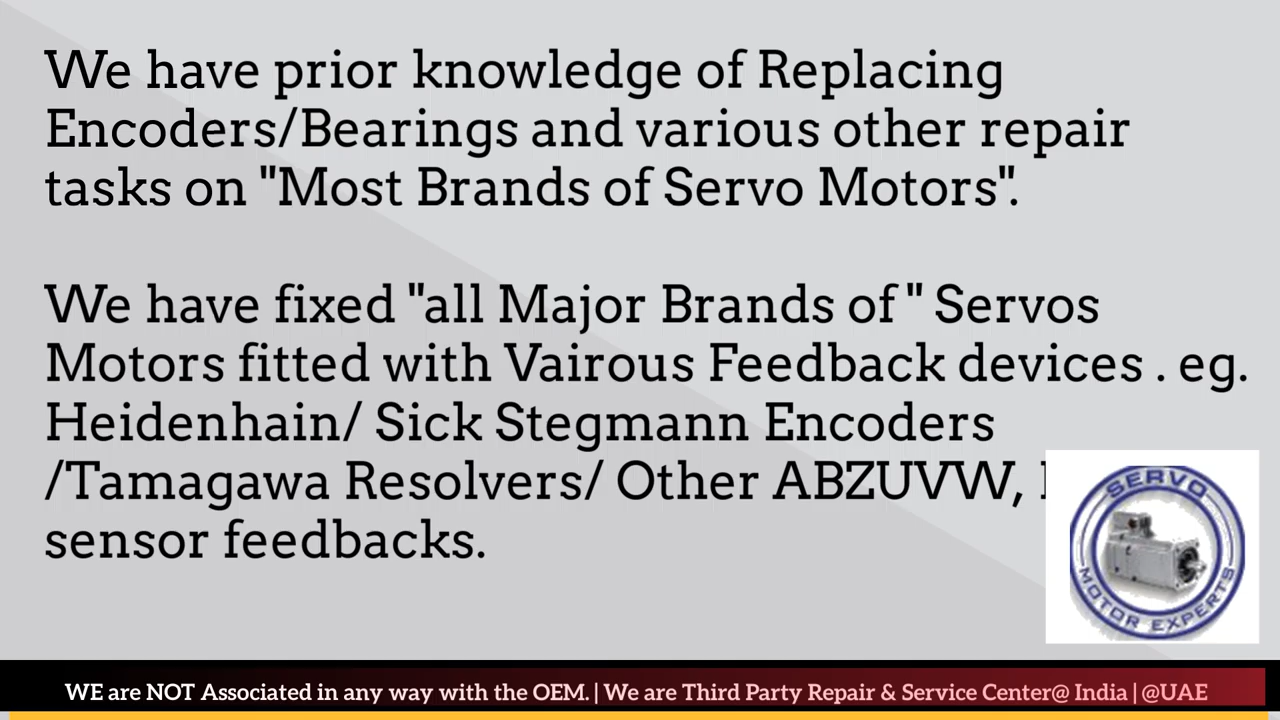 We have prior knowledge of Replacing
Encoders/Bearings and various other repair
tasks on "Most Brands of Servo Motors".
We have fixed "all Major Brands of " Servos
Motors fitted with Vairous Feedback devices . eg.
Heidenhain/ Sick Stegmann Encoders
/Tamagawa Resolvers/ Other ABZUVW,
sensor feedbacks.
SERVO
MOTOR EXPERTS
WE are NOT Associated in any way with the OEM. | We are Third Party Repair & Service Center@ India | @UAE